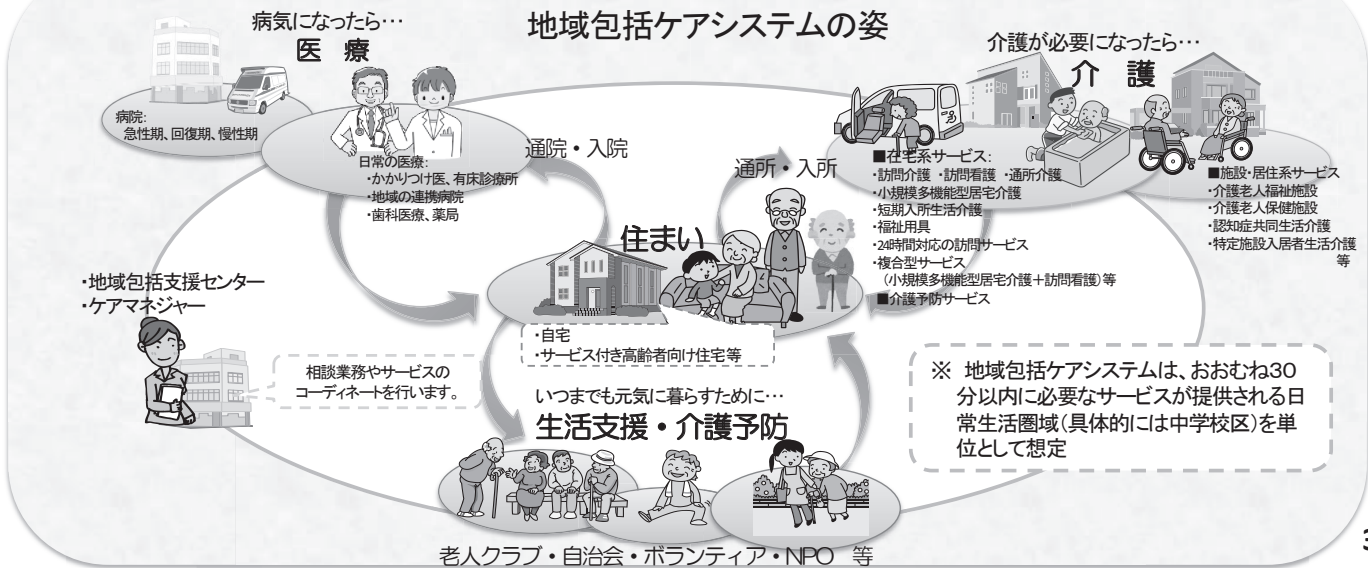 地域包括ケアシステムの姿
病気になったら…
医 療
病院:
急性期、回復期、慢性期
日常の医療:
・かかりつけ医、有床診療所
・地域の連携病院
・歯科医療、薬局
通院・入院
通所・入所
介護が必要になったら…
介 護
■在宅系サービス:
・訪問介護 ・訪問看護 ・通所介護
・小規模多機能型居宅介護
・短期入所生活介護
・福祉用具
・24時間対応の訪問サービス
・複合型サービス
(小規模多機能型居宅介護+訪問看護)等
■介護予防サービス
■施設・居住系サービス
・介護老人福祉施設
・介護老人保健施設
・認知症共同生活介護
・特定施設入居者生活介護
等
住まい
・自宅
・サービス付き高齢者向け住宅等
・地域包括支援センター
・ケアマネジャー
相談業務やサービスの
コーディネートを行います。
いつまでも元気に暮らすために…
生活支援・介護予防
老人クラブ・自治会・ボランティア・NPO 等
※ 地域包括ケアシステムは、おおむね30
分以内に必要なサービスが提供される日
常生活圏域(具体的には中学校区)を単
位として想定